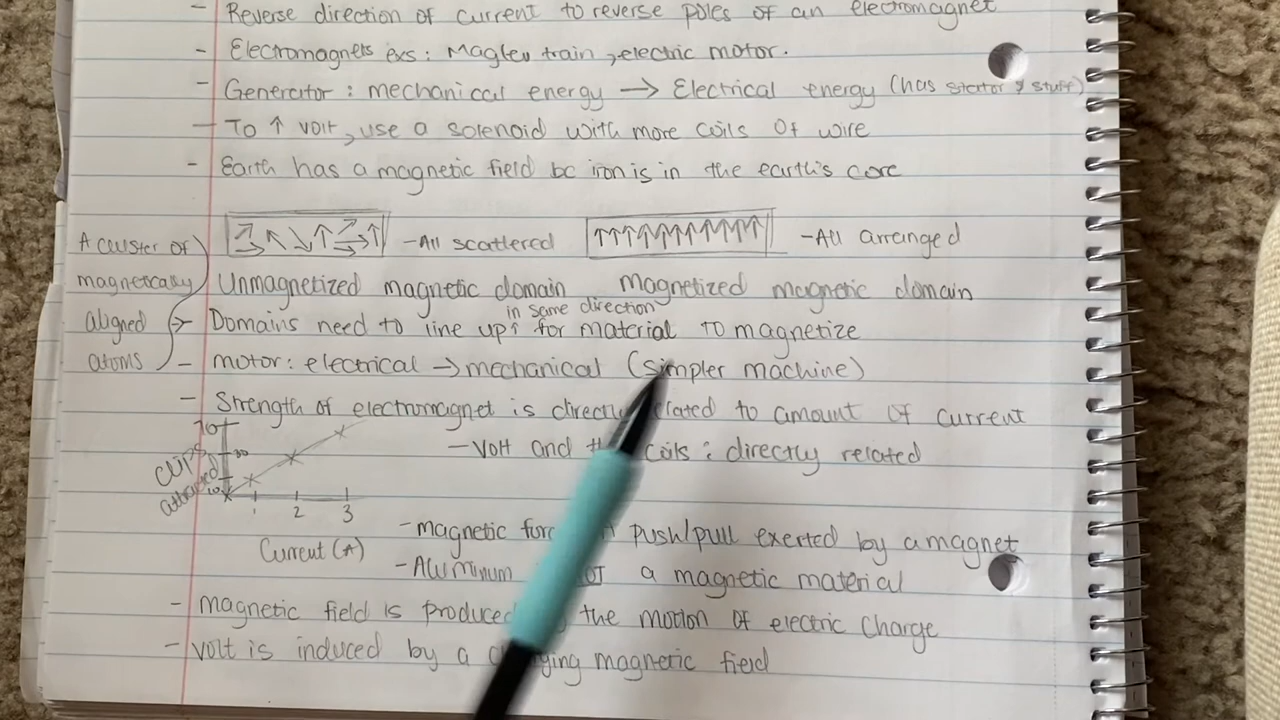 - Reverse direction of current to reverse poles of an electromagnet
- Electromagnets exs: Maglev train, electric motor.
- Generator: mechanical energy → Electrical energy (has stator & stuff)
- To ↑ volt, use a solenoid with more coils of wire
- Earth has a magnetic field bc iron is in the earth's core
A cluster of magnetically aligned atoms
- All scattered
- All arranged
Unmagnetized magnetic domain
magnetized magnetic domain
in same direction
- Domains need to line up↑ for material to magnetize
- motor: electrical → mechanical (simpler machine)
- Strength of electromagnet is directly related to amount of current
- Volt and coils: directly related
70
30
10
Clips attracted
1 2 3
Current (A)
- magnetic push/pull exerted by a magnet
- Aluminum a magnetic material
- magnetic field is produced the motion of electric charge
- volt is induced by a magnetic field